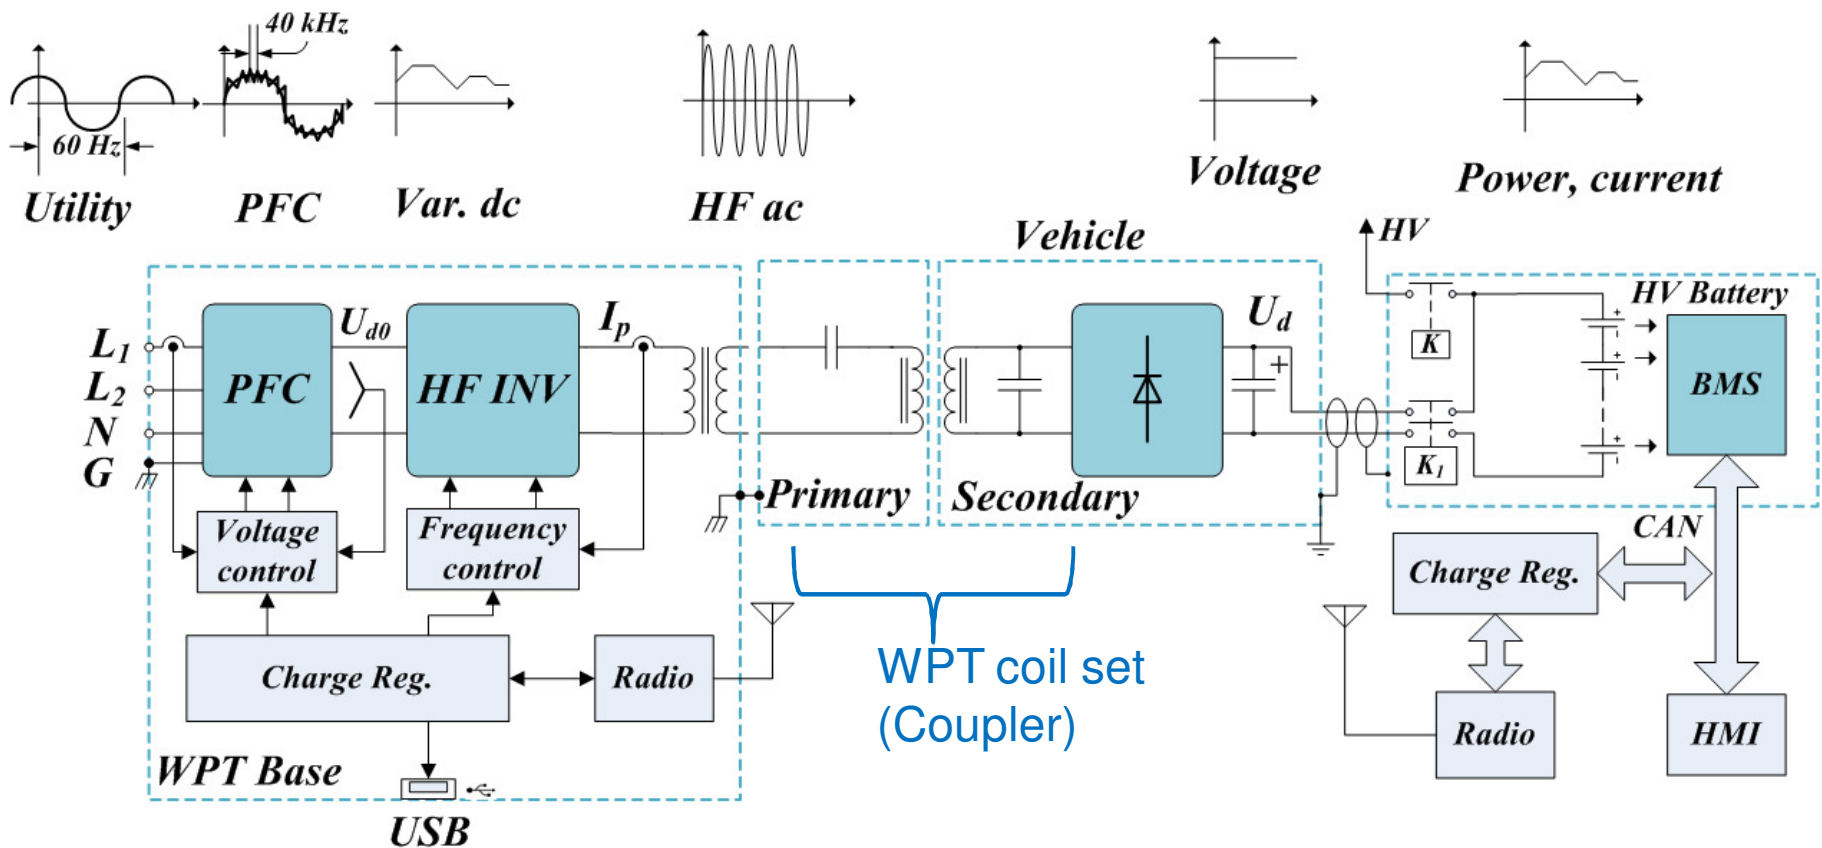 40 kHz
60 Hz
Utility
PFC
Var. dc
HF ac
Voltage
Power, current
Vehicle
HV
L1
L2
N
G
PFC
Ud0
HF INV
Ip
Ud
K
K1
HV Battery
BMS
Primary
Secondary
Voltage
control
Frequency
control
CAN
Charge Reg.
Charge Reg.
Radio
WPT coil set
(Coupler)
Radio
HMI
WPT Base
USB